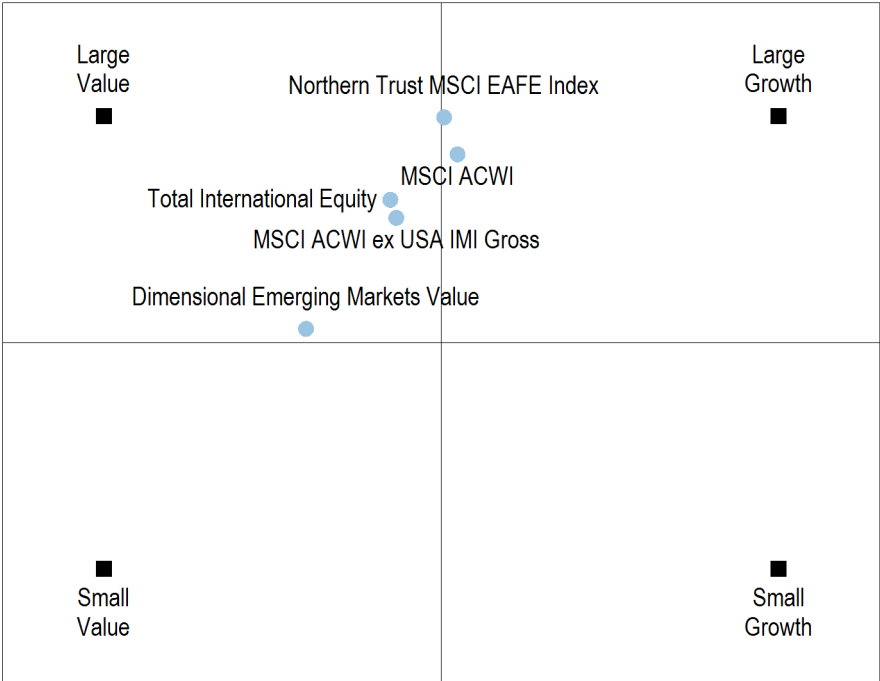 Large
Value
Large
Growth
Northern Trust MSCI EAFE Index
MSCI ACWI
Total International Equity
MSCI ACWI ex USA IMI Gross
Dimensional Emerging Markets Value
Small
Value
Small
Growth